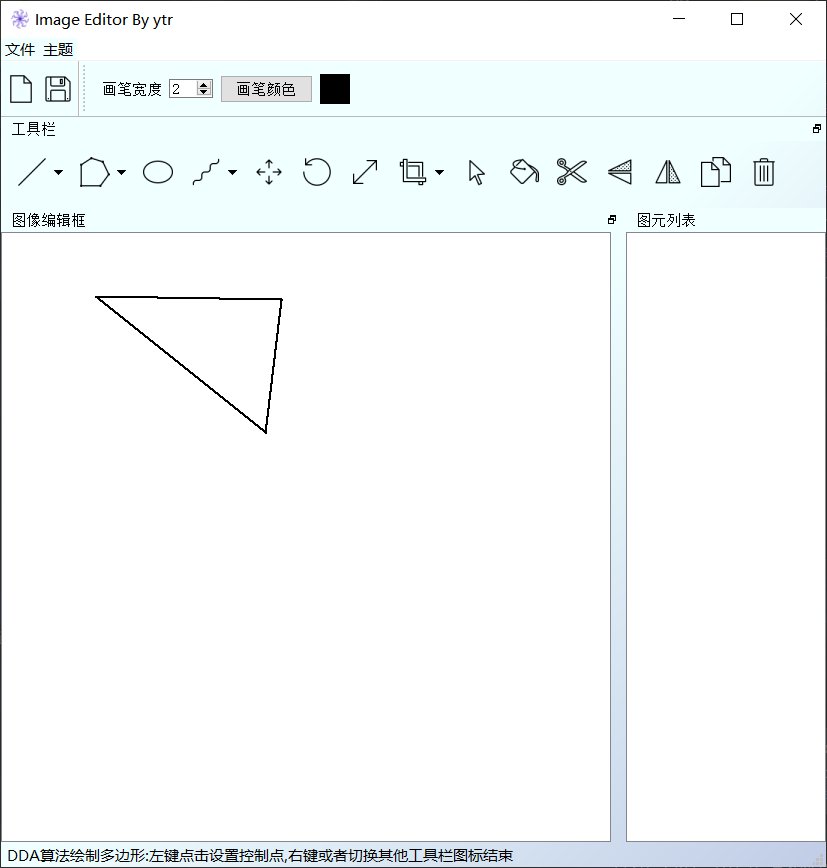 Image Editor By ytr
文件 主题
画笔宽度 2 画笔颜色
工具栏
图像编辑框 图元列表
DDA算法绘制多边形:左键点击设置控制点,右键或者切换其他工具栏图标结束